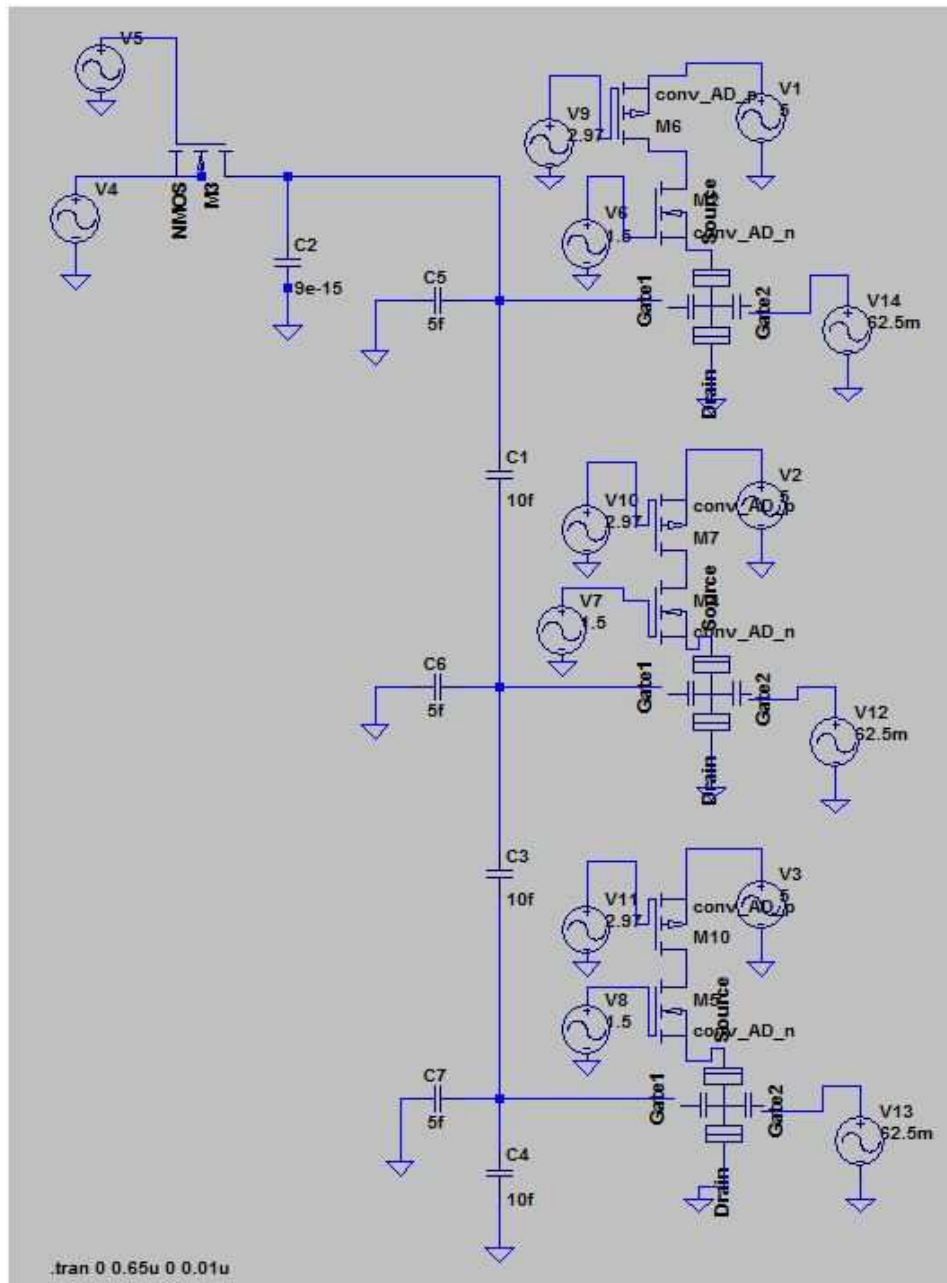 V5
V4
NMOS
M3
C2
9e-15
C5
5f
V9
2.97
conv_AD_p
M6
V1
5
V6
1.5
conv_AD_n
Source
Gate1
Gate2
Drain
V14
62.5m
C1
10f
V10
2.97
conv_AD_p
M7
V2
5
V7
1.5
conv_AD_n
Source
C6
5f
Gate1
Gate2
Drain
V12
62.5m
C3
10f
V11
2.97
conv_AD_p
M10
V3
5
V8
1.5
M5
conv_AD_n
Source
C7
5f
Gate1
Gate2
Drain
V13
62.5m
C4
10f
.tran 0 0.65u 0 0.01u